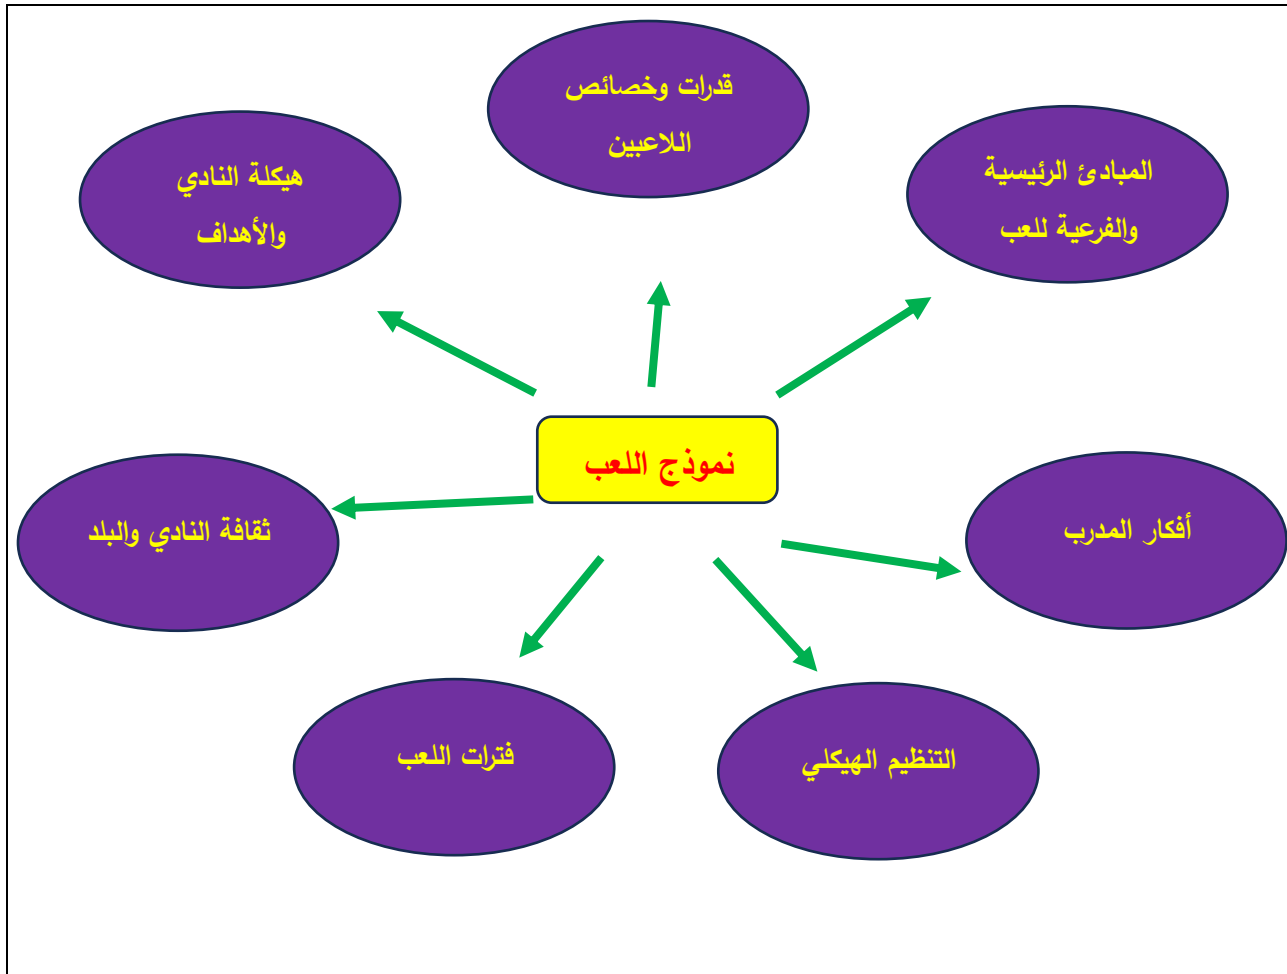 قدرات وخصائص
اللاعبين
المبادئ الرئيسية
والفرعية للعب
هيكلة النادي
والأهداف
نموذج اللعب
أفكار المدرب
ثقافة النادي والبلد
التنظيم الهيكلي
فترات اللعب